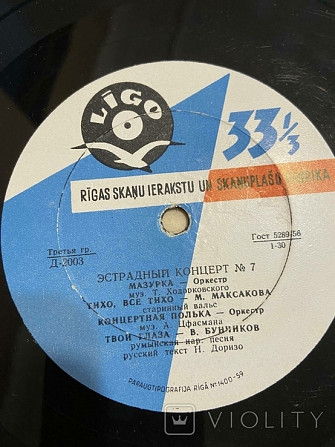 LĪGO
33⅓
RĪGAS SKAŅU IERAKSTU UN SKAŅUPLAŠU FABRIKA
Третья гр.
Д-2003
Гост 5289-56
1-30
ЭСТРАДНЫЙ КОНЦЕРТ № 7
МАЗУРКА – Оркестр
муз. Т. Ходорковского
ТИХО, ВСЕ ТИХО – М. МАКСАКОВА
старинный вальс
КОНЦЕРТНАЯ ПОЛЬКА – Оркестр
муз. А. Цфасмана
ТВОИ ГЛАЗА – В. БУНЧИКОВ
румынская нар. песня
русский текст Н. Доризо
PARAUGTIPOGRAFIJA RĪGĀ №1400-59
VIOLITY